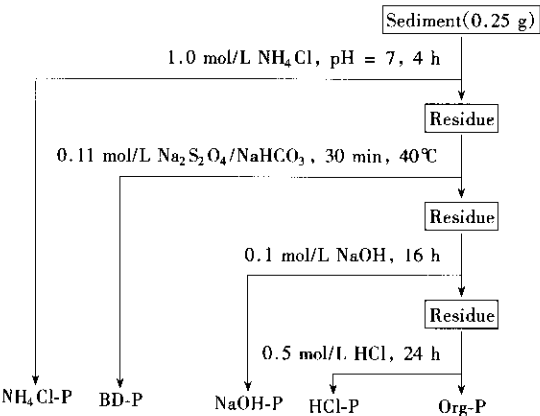 Sediment(0.25 g)
1.0 mol/L NH₄Cl, pH = 7, 4 h
Residue
0.11 mol/L Na₂S₂O₄/NaHCO₃, 30 min, 40℃
Residue
0.1 mol/L NaOH, 16 h
Residue
0.5 mol/L HCl, 24 h
NH₄Cl-P BD-P NaOH-P HCl-P Org-P